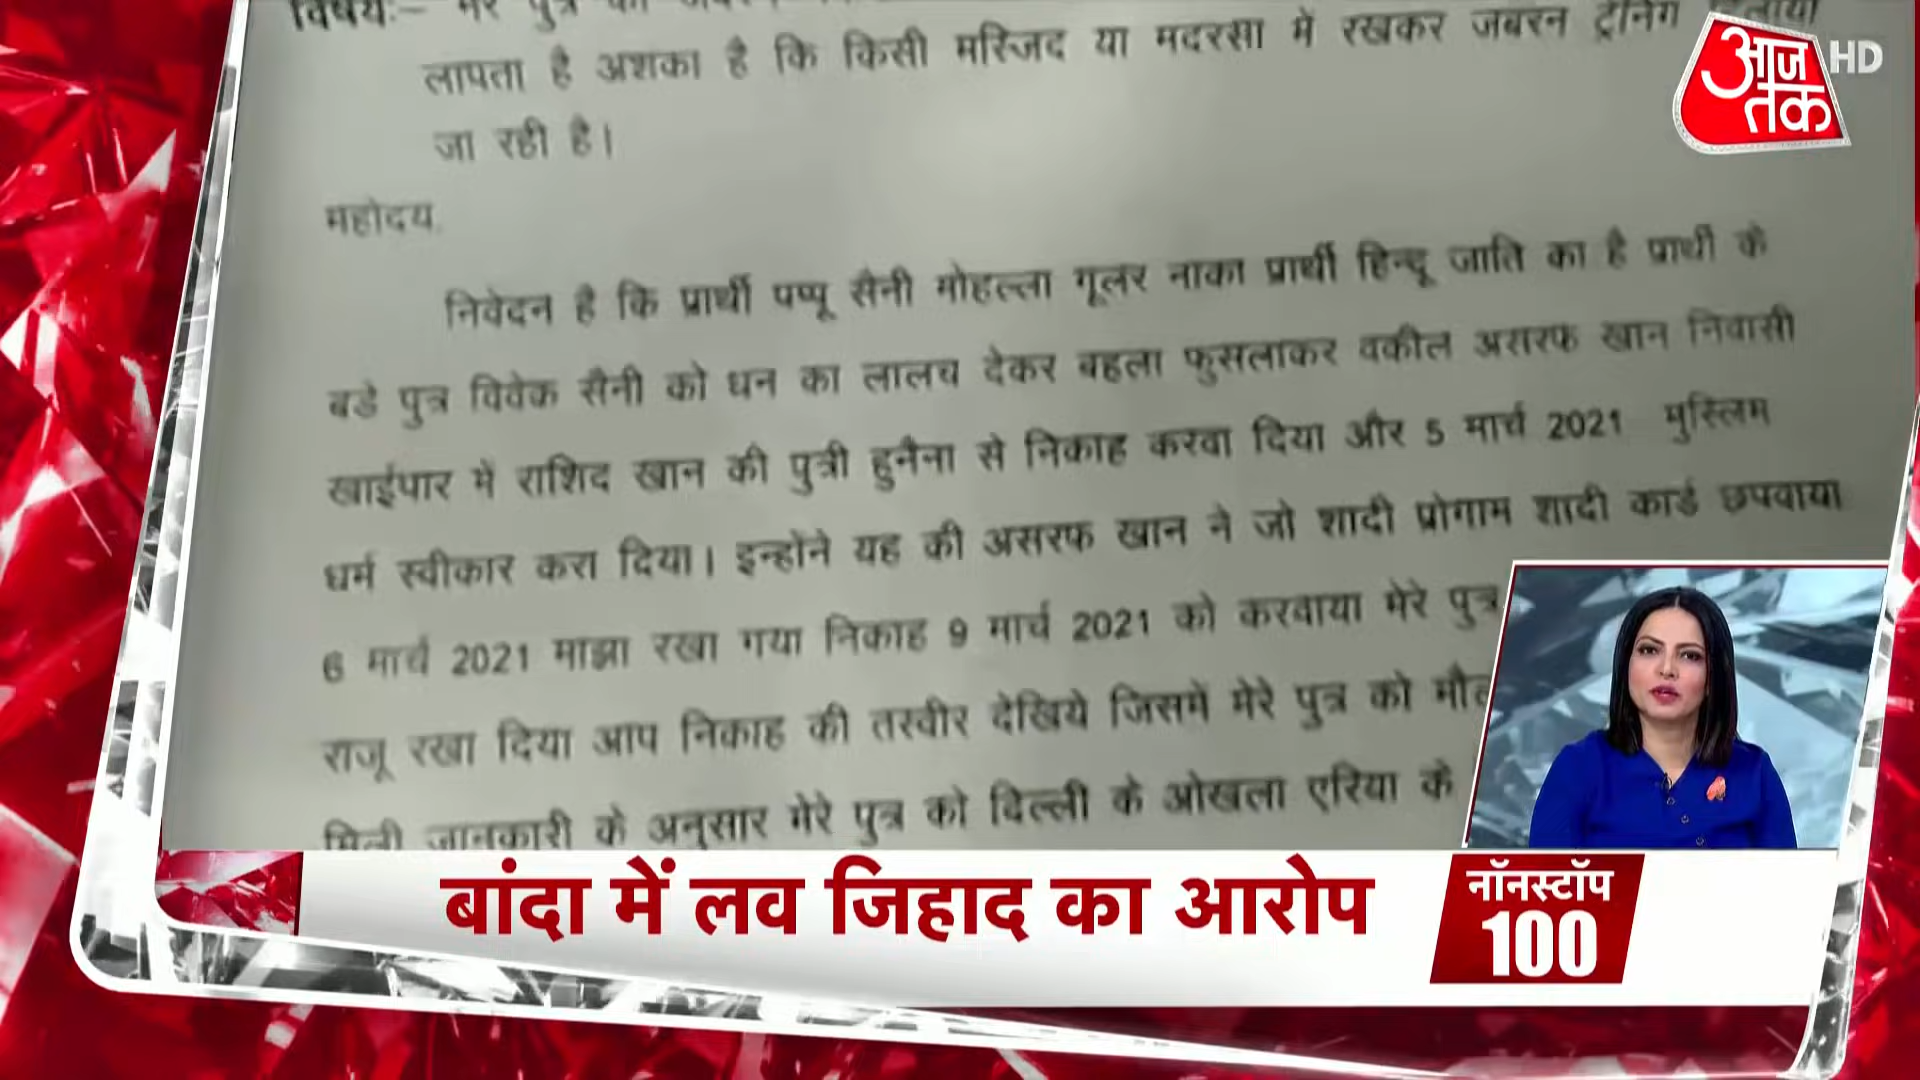 विषयः– मेरे पुत्र
लापता है अशका है कि किसी मस्जिद या मदरसा में रखकर जबरन ट्रेनिंग
जा रही है।
महोदय,
निवेदन है कि प्रार्थी पप्पू सैनी मोहल्ला गूलर नाका प्रार्थी हिन्दू जाति का है प्रार्थी के
बडे पुत्र विवेक सैनी को धन का लालच देकर बहला फुसलाकर वकील असरफ खान निवासी
खाईपार में राशिद खान की पुत्री हुनैना से निकाह करवा दिया और 5 मार्च 2021 मुस्लिम
धर्म स्वीकार करा दिया। इन्होने यह की असरफ खान ने जो शादी प्रोगाम शादी कार्ड छपवाया
6 मार्च 2021 माझा रखा गया निकाह 9 मार्च 2021 को करवाया मेरे पुत्र
राजू रखा दिया आप निकाह की तस्वीर देखिये जिसमें मेरे पुत्र को
मिली जानकारी के अनुसार मेरे पुत्र को दिल्ली के ओखला एरिया के
आज तक HD
बांदा में लव जिहाद का आरोप
नॉनस्टॉप
100